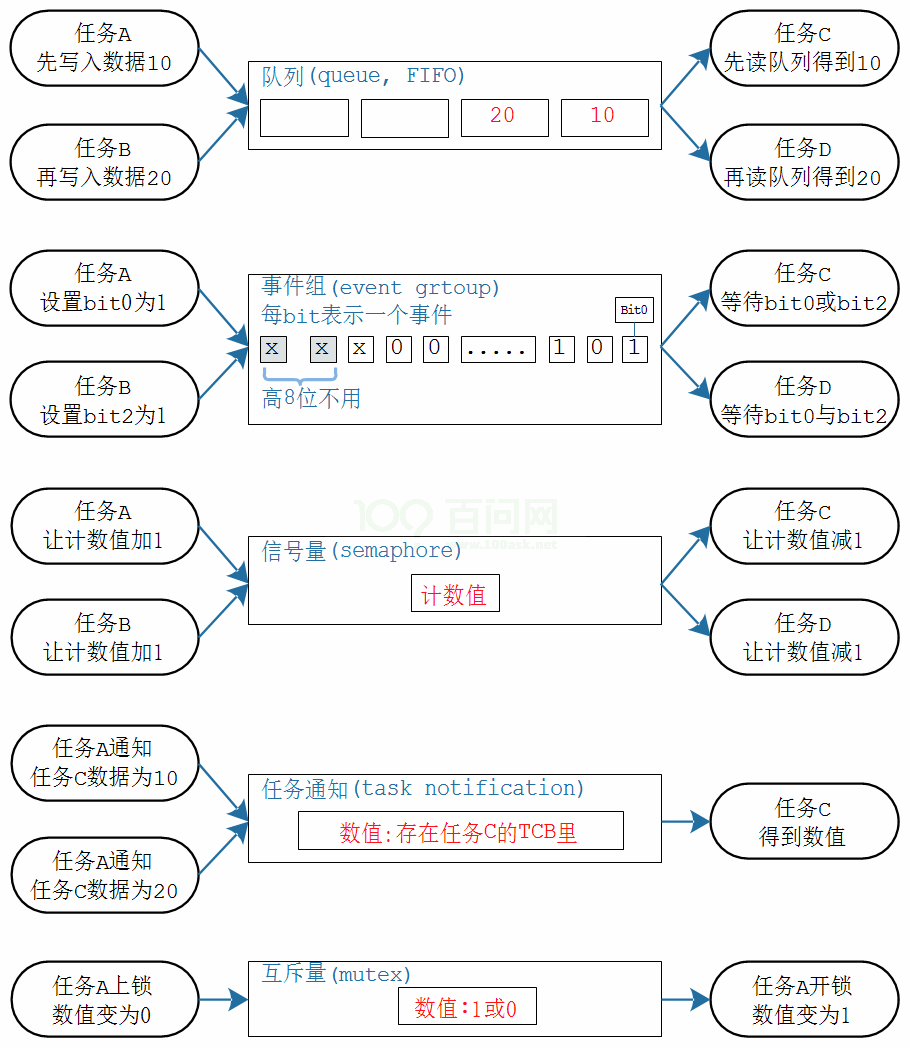 任务A
先写入数据10
任务B
再写入数据20
队列(queue, FIFO)
20
10
任务C
先读队列得到10
任务D
再读队列得到20
任务A
设置bit0为1
任务B
设置bit2为1
事件组(event grtoup)
每bit表示一个事件
Bit0
x x x 0 0 ..... 1 0 1
高8位不用
任务C
等待bit0或bit2
任务D
等待bit0与bit2
任务A
让计数值加1
任务B
让计数值加1
100 百问网
www.100ask.net
信号量(semaphore)
计数值
任务C
让计数值减1
任务D
让计数值减1
任务A通知
任务C数据为10
任务A通知
任务C数据为20
任务通知(task notification)
数值:存在任务C的TCB里
任务C
得到数值
任务A上锁
数值变为0
互斥量(mutex)
数值:1或0
任务A开锁
数值变为1